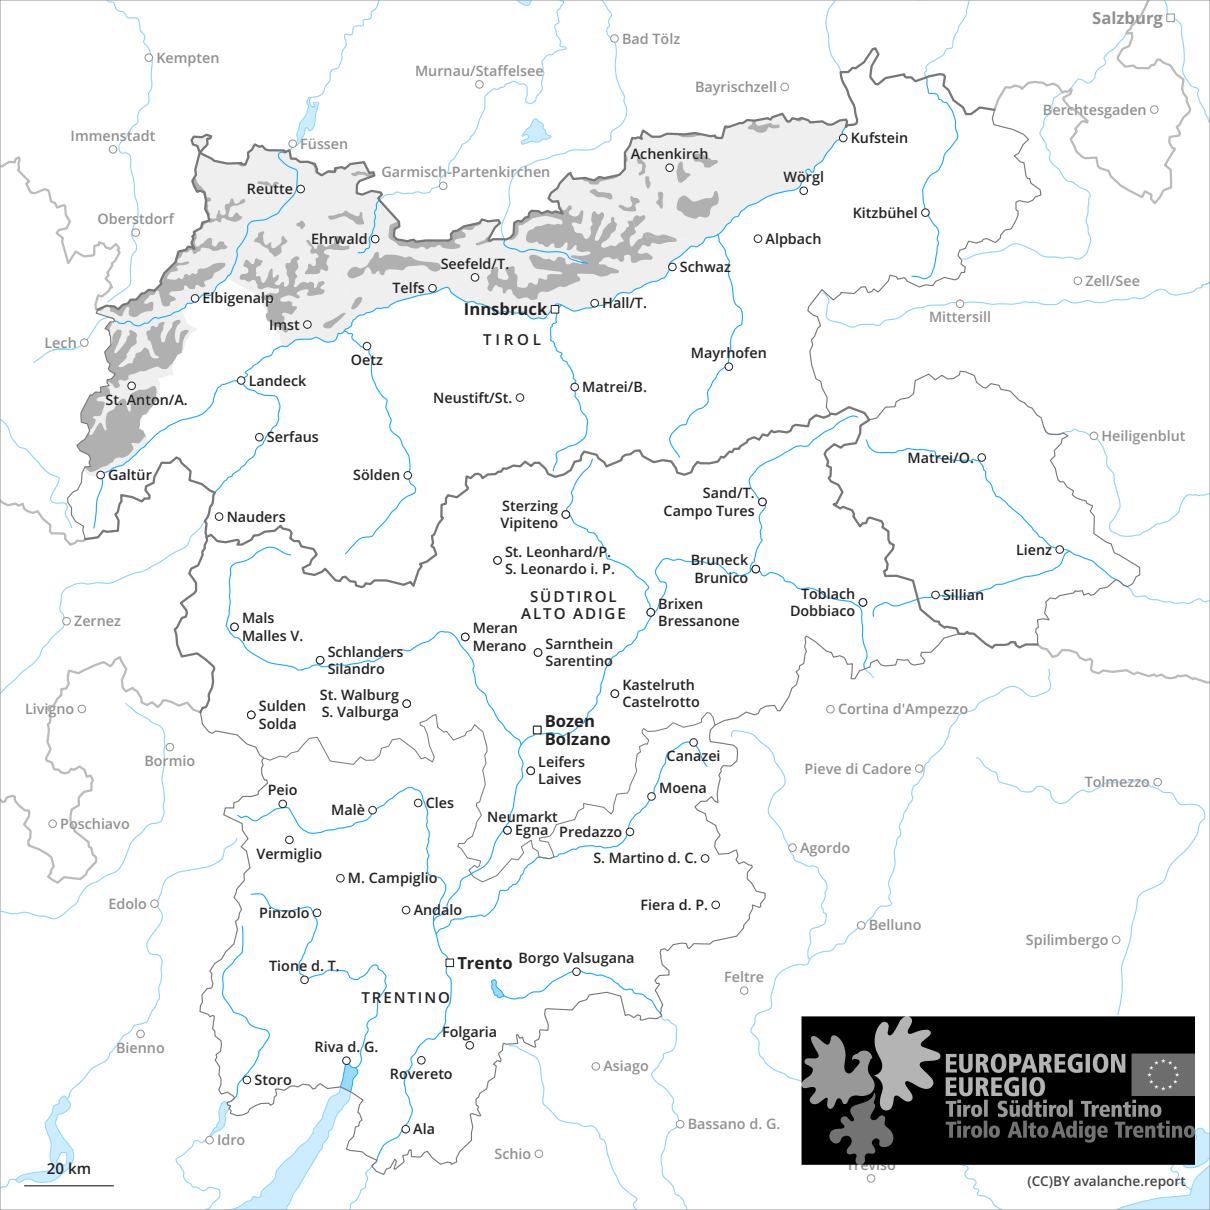 Salzburg
Bad Tölz
Kempten
Murnau/Staffelsee
Bayrischzell
Berchtesgaden
Immenstadt
Füssen
Kufstein
Achenkirch
Garmisch-Partenkirchen
Wörgl
Reutte
Oberstdorf
Kitzbühel
Ehrwald
Alpbach
Seefeld/T.
Schwaz
Zell/See
Telfs
Elbigenalp
Hall/T.
Innsbruck
Mittersill
Imst
TIROL
Lech
Oetz
Mayrhofen
Landeck
Matrei/B.
St. Anton/A.
Neustift/St.
Serfaus
Heiligenblut
Matrei/O.
Galtür
Sölden
Sand/T.
Campo Tures
Sterzing
Vipiteno
Nauders
St. Leonhard/P.
S. Leonardo i. P.
Lienz
Bruneck
Brunico
SÜDTIROL
ALTO ADIGE
Toblach
Dobbiaco
Sillian
Brixen
Bressanone
Zernez
Mals
Malles V.
Meran
Merano
Sarnthein
Sarentino
Schlanders
Silandro
Kastelruth
Castelrotto
St. Walburg
S. Valburga
Livigno
Sulden
Solda
Cortina d'Ampezzo
Bozen
Bolzano
Bormio
Canazei
Leifers
Laives
Pieve di Cadore
Tolmezzo
Peio
Moena
Malè
Cles
Neumarkt
Egna
Predazzo
Poschiavo
Vermiglio
Agordo
S. Martino d. C.
M. Campiglio
Edolo
Pinzolo
Andalo
Fiera d. P.
Belluno
Spilimbergo
Trento
Borgo Valsugana
Tione d. T.
Feltre
TRENTINO
Folgaria
Bienno
Riva d. G.
Asiago
Rovereto
Storo
EUROPAREGION
EUREGIO
Tirol Südtirol Trentino
Tirolo Alto Adige Trentino
Bassano d. G.
Ala
Idro
Schio
Treviso
20 km
(CC)BY avalanche.report